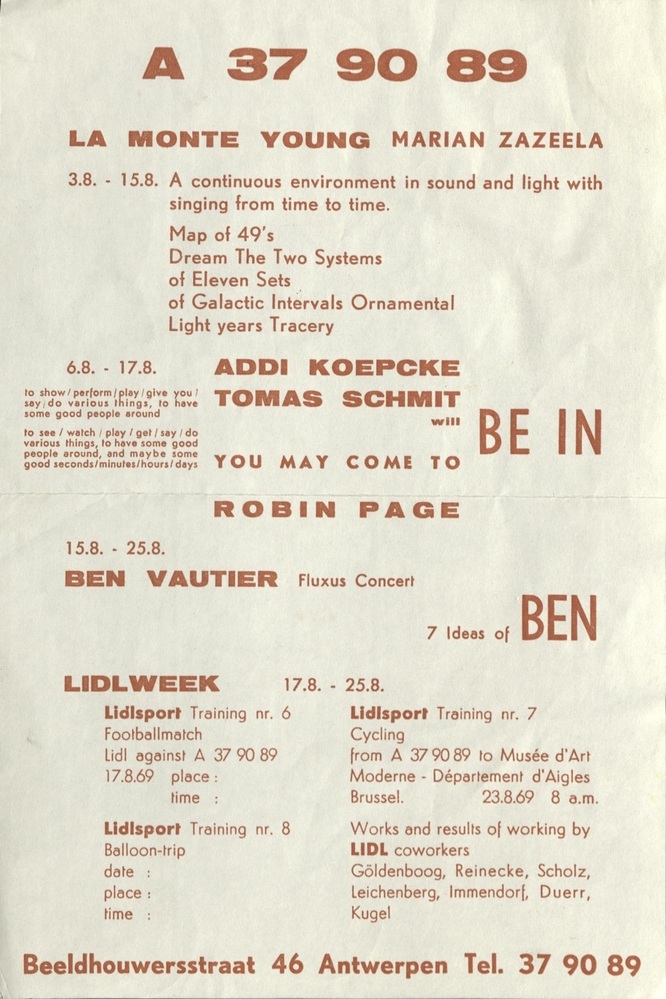 A 37 90 89
LA MONTE YOUNG MARIAN ZAZEELA
3.8. - 15.8. A continuous environment in sound and light with
singing from time to time.
Map of 49's
Dream The Two Systems
of Eleven Sets
of Galactic Intervals Ornamental
Light years Tracery
6.8. - 17.8. ADDI KOEPCKE
to show / perform / play / give you /
say / do various things, to have
some good people around
TOMAS SCHMIT
will
BE IN
to see / watch / play / get / say / do
various things, to have some good
people around, and maybe some
good seconds/minutes/hours/days
YOU MAY COME TO
ROBIN PAGE
15.8. - 25.8.
BEN VAUTIER Fluxus Concert
7 Ideas of BEN
LIDLWEEK 17.8. - 25.8.
Lidlsport Training nr. 6
Footballmatch
Lidl against A 37 90 89
17.8.69 place :
time :
Lidlsport Training nr. 7
Cycling
from A 37 90 89 to Musée d'Art
Moderne - Département d'Aigles
Brussel. 23.8.69 8 a.m.
Lidlsport Training nr. 8
Balloon-trip
date :
place :
time :
Works and results of working by
LIDL coworkers
Göldenboog, Reinecke, Scholz,
Leichenberg, Immendorf, Duerr,
Kugel
Beeldhouwersstraat 46 Antwerpen Tel. 37 90 89